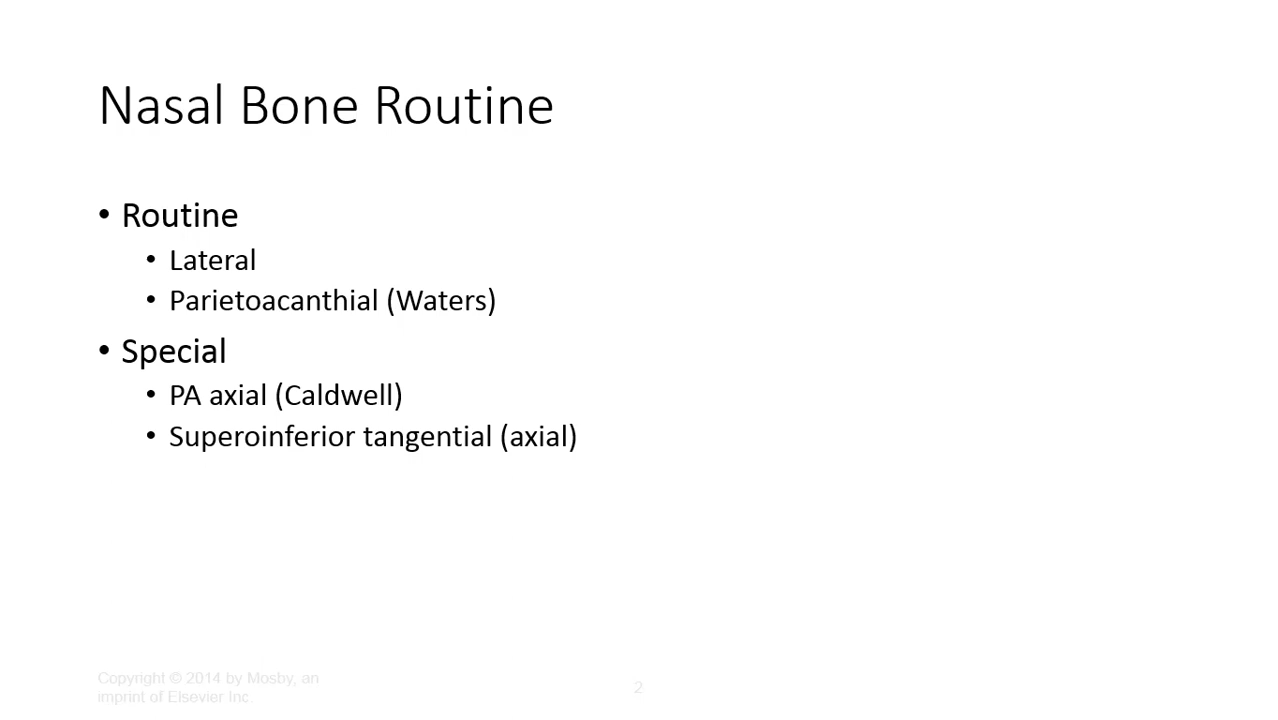 Nasal Bone Routine
• Routine
• Lateral
• Parietoacanthial (Waters)
• Special
• PA axial (Caldwell)
• Superoinferior tangential (axial)
Copyright © 2014 by Mosby, an
imprint of Elsevier Inc.
2